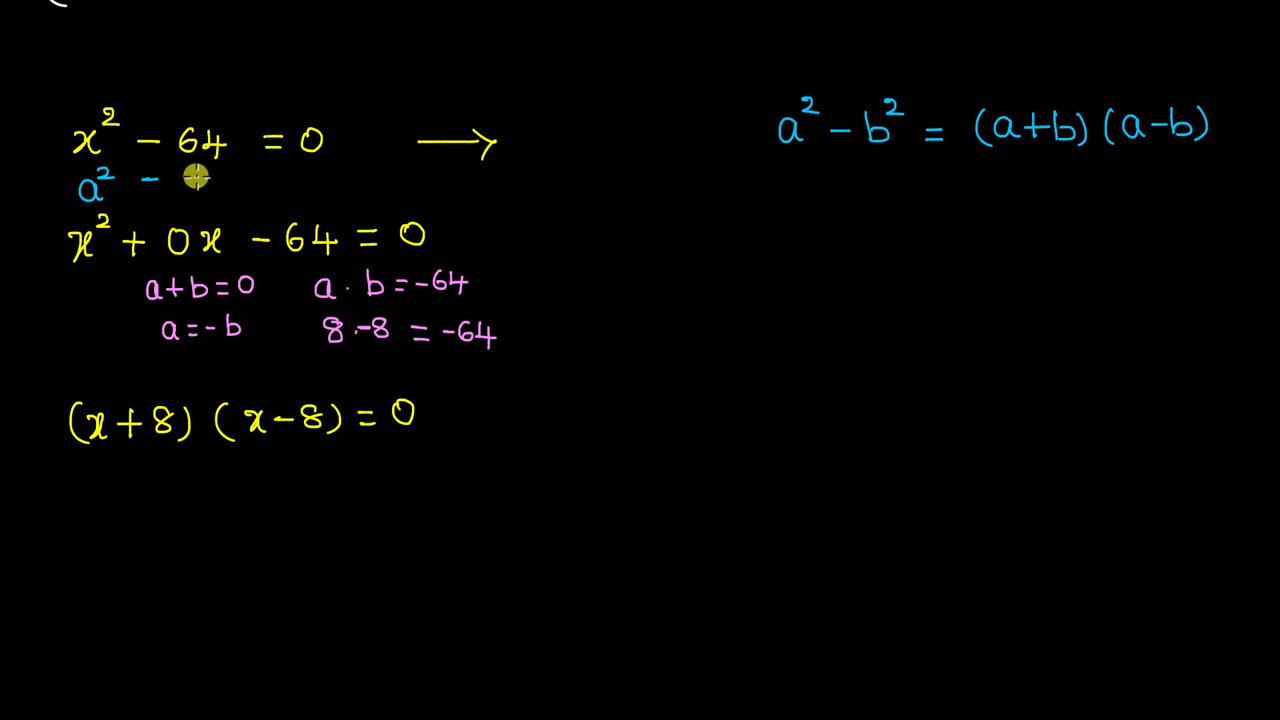 x² - 64 = 0 ⟶
a² -
x² + 0x - 64 = 0
a+b=0 a · b = -64
a = -b 8 · -8 = -64
(x+8) (x-8) = 0
a² - b² = (a+b) (a-b)